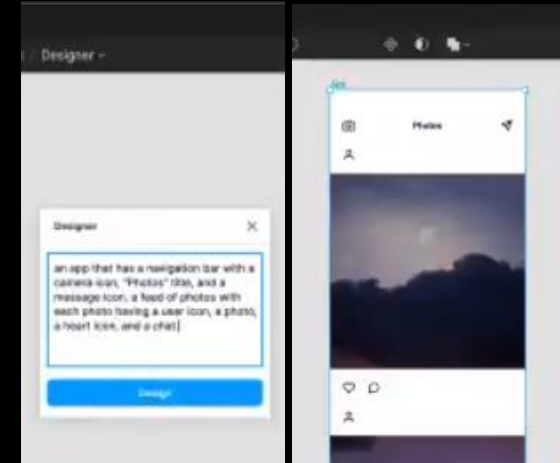 / Designer
Designer
an app that has a navigation bar with a
camera icon, "Photos" title, and a
message icon, a feed of photos with
each photo having a user icon, a photo,
a heart icon, and a chat
Design
Photos